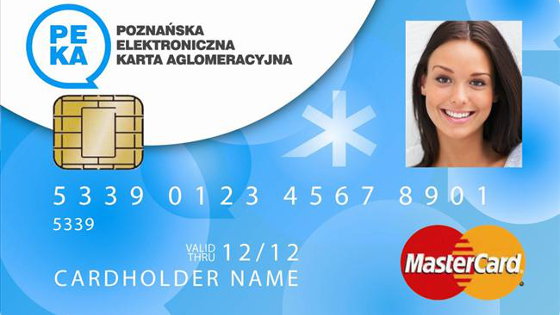 PE
KA
POZNAŃSKA
ELEKTRONICZNA
KARTA AGLOMERACYJNA
5339 0123 4567 8901
5339
VALID
THRU 12/12
CARDHOLDER NAME
MasterCard